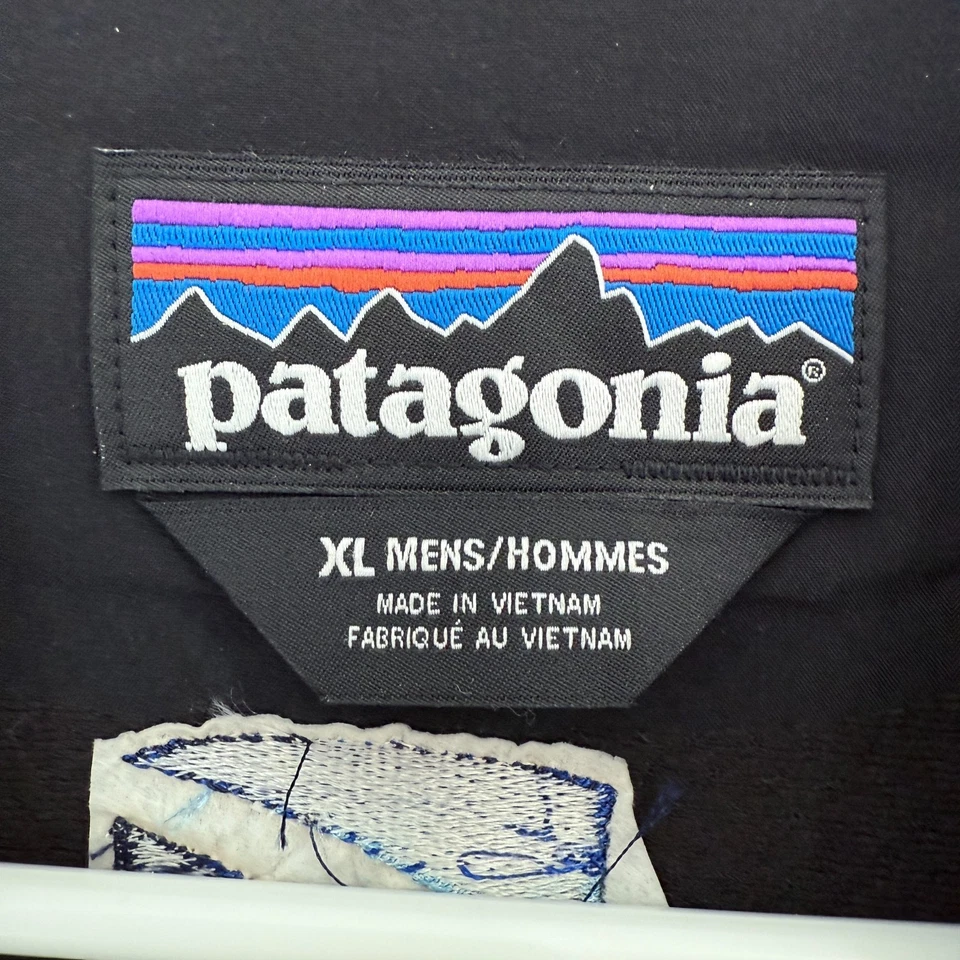 patagonia®
XL MENS/HOMMES
MADE IN VIETNAM
FABRIQUÉ AU VIETNAM